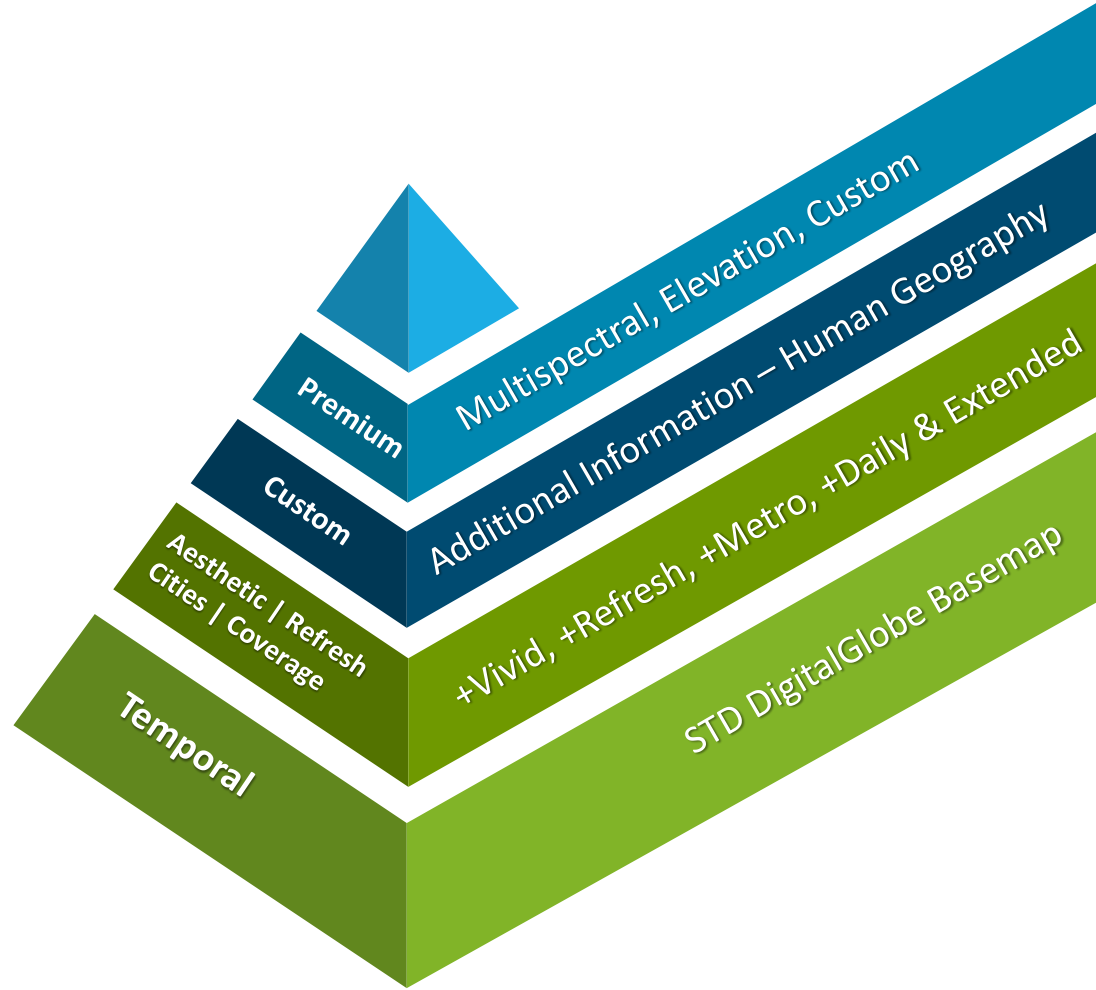 Premium
Multispectral, Elevation, Custom
Custom
Additional Information – Human Geography
Aesthetic | Refresh
Cities | Coverage
+Vivid, +Refresh, +Metro, +Daily & Extended
Temporal
STD DigitalGlobe Basemap